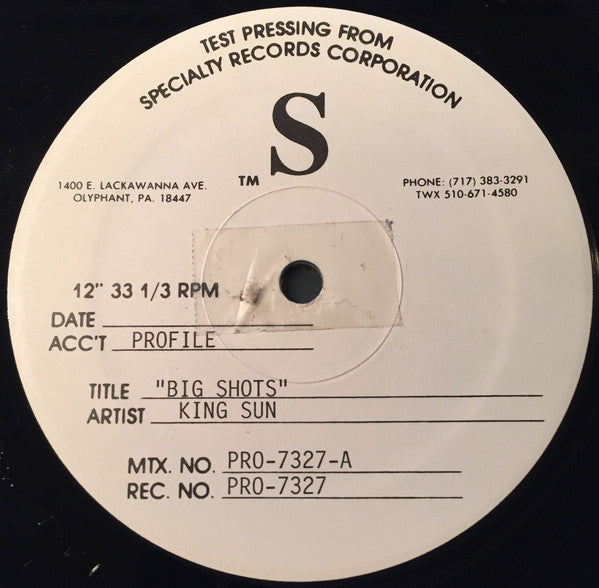 TEST PRESSING FROM
SPECIALTY RECORDS CORPORATION
S
TM
1400 E. LACKAWANNA AVE.
OLYPHANT, PA. 18447
PHONE: (717) 383-3291
TWX 510-671-4580
12" 33 1/3 RPM
DATE
ACC'T PROFILE
TITLE "BIG SHOTS"
ARTIST KING SUN
MTX. NO. PRO-7327-A
REC. NO. PRO-7327